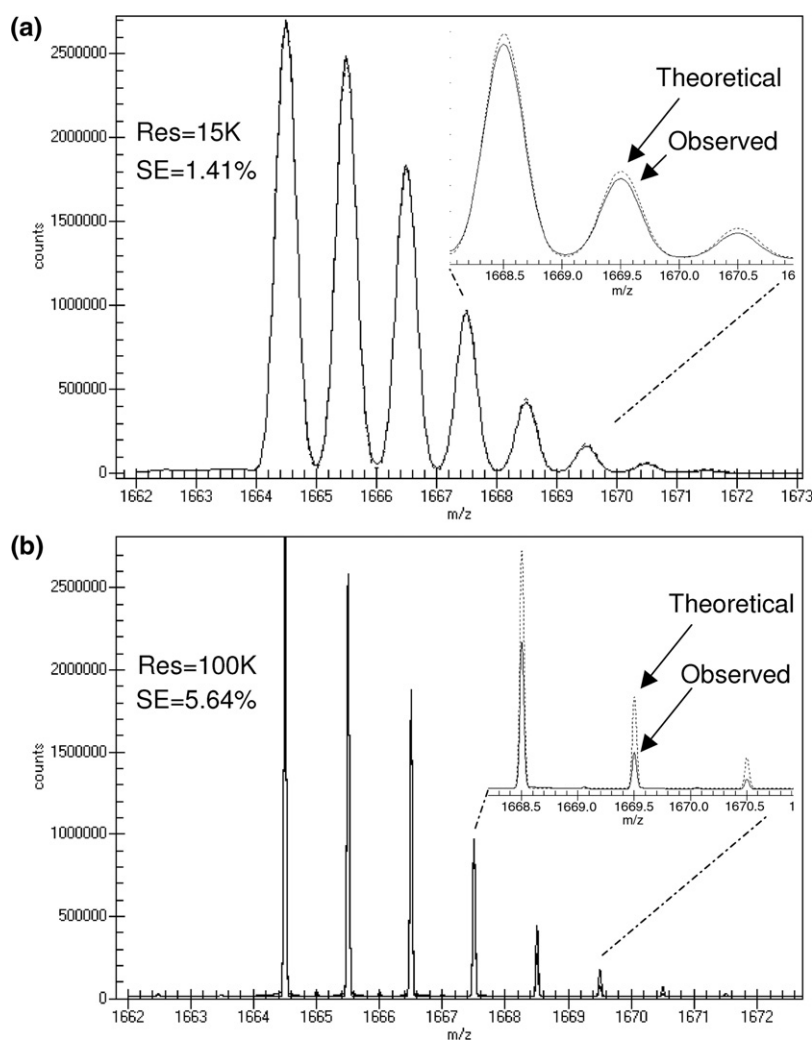 (a)
2500000
2000000
1500000
1000000
500000
0
counts
Res=15K
SE=1.41%
Theoretical
Observed
1668.5 1669.0 1669.5 1670.0 1670.5 16
m/z
1662 1663 1664 1665 1666 1667 1668 1669 1670 1671 1672 1673
m/z
(b)
2500000
2000000
1500000
1000000
500000
0
counts
Res=100K
SE=5.64%
Theoretical
Observed
1668.5 1669.0 1669.5 1670.0 1670.5 1
m/z
1662 1663 1664 1665 1666 1667 1668 1669 1670 1671 1672
m/z